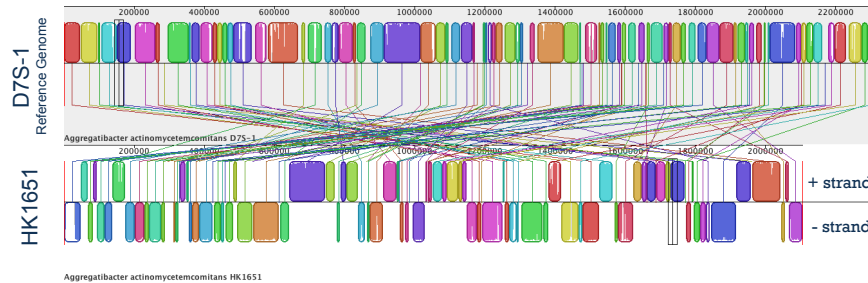 200000 400000 600000 800000 1000000 1200000 1400000 1600000 1800000 2000000 2200000
D7S-1
Reference Genome
Aggregatibacter actinomycetemcomitans D7S-1
200000 400000 600000 800000 1000000 1200000 1400000 1600000 1800000 2000000
HK1651
+ strand
- strand
Aggregatibacter actinomycetemcomitans HK1651